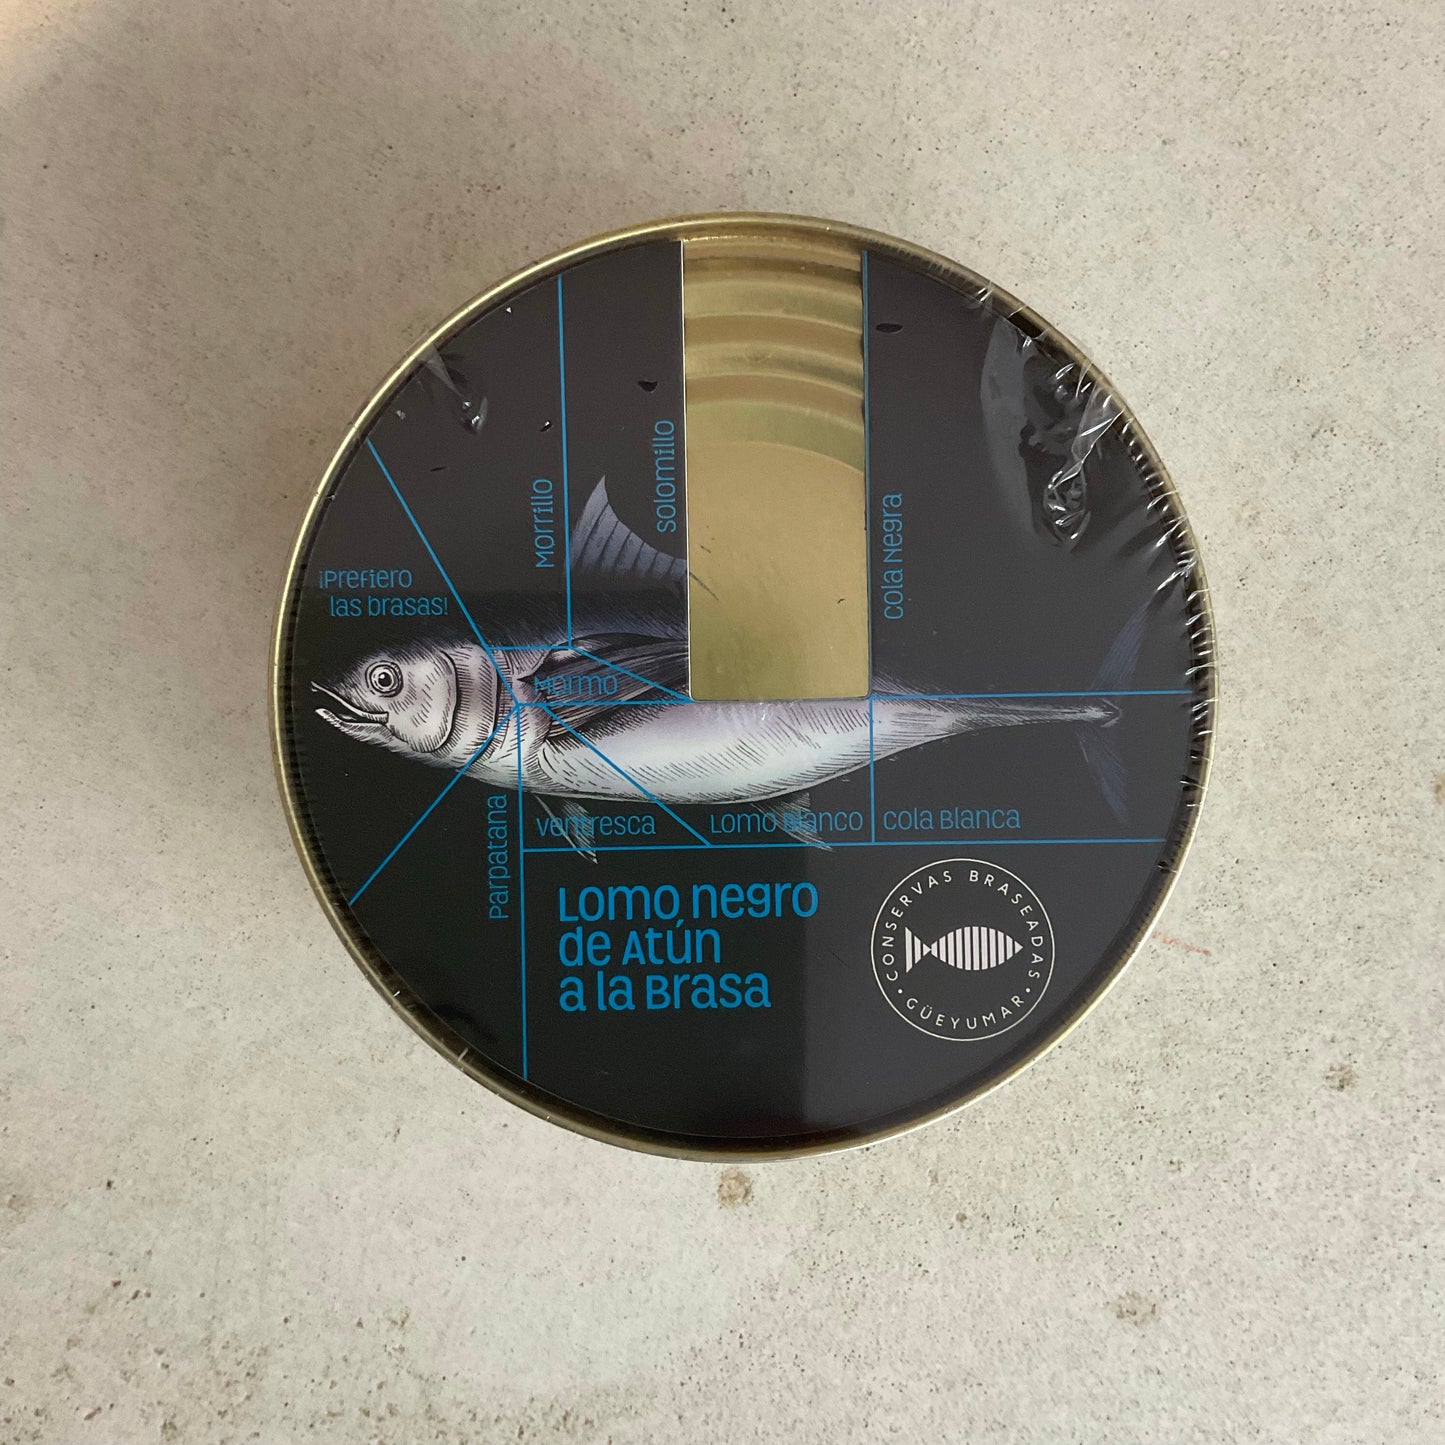 ¡Prefiero
las brasas!
Morrillo
Solomillo
Cola Negra
Mormo
Parpatana
Ventresca
Lomo Blanco
Cola Blanca
Lomo negro
de Atún
a la Brasa
CONSERVAS BRASEADAS
GÜEYUMAR